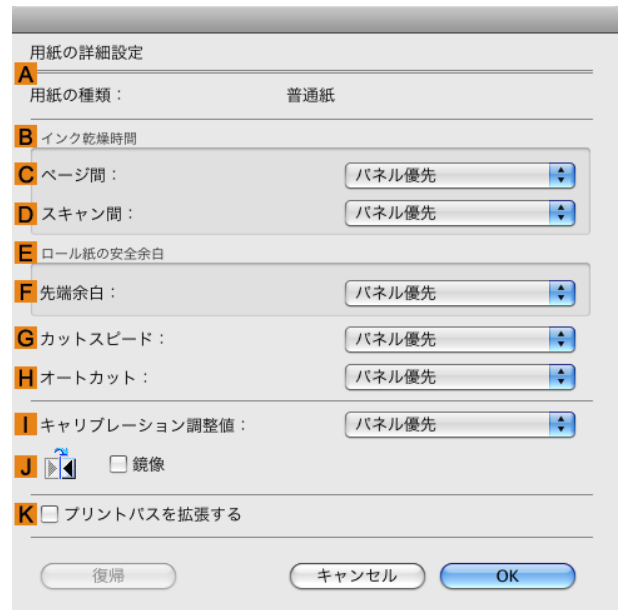 用紙の詳細設定
A
用紙の種類： 普通紙
B インク乾燥時間
C ページ間： パネル優先
D スキャン間： パネル優先
E ロール紙の安全余白
F 先端余白： パネル優先
G カットスピード： パネル優先
H オートカット： パネル優先
I キャリブレーション調整値： パネル優先
J 鏡像
K プリントパスを拡張する
復帰 キャンセル OK